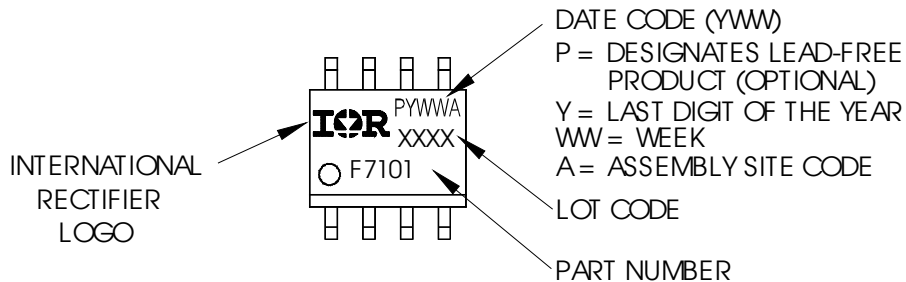 DATE CODE (YWW)
P = DESIGNATES LEAD-FREE
PRODUCT (OPTIONAL)
Y = LAST DIGIT OF THE YEAR
WW = WEEK
A = ASSEMBLY SITE CODE
LOT CODE
PART NUMBER
INTERNATIONAL
RECTIFIER
LOGO
IOR
PYWWA
XXXX
F7101